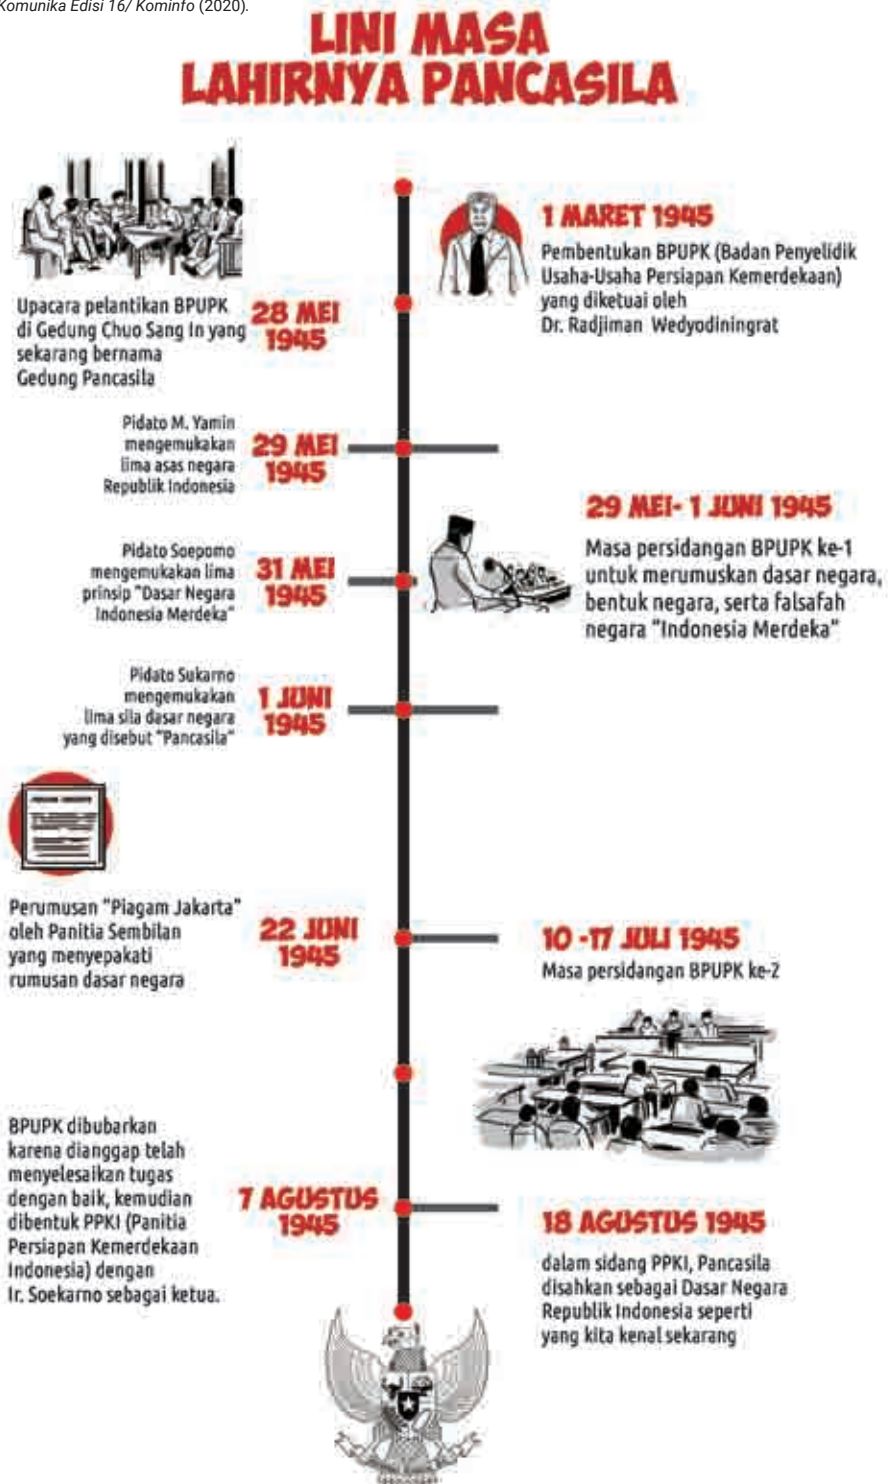 Komunika Edisi 16/ Kominfo (2020).
LINI MASA
LAHIRNYA PANCASILA
1 MARET 1945
Pembentukan BPUPK (Badan Penyelidik
Usaha-Usaha Persiapan Kemerdekaan)
yang diketuai oleh
Dr. Radjiman Wedyodiningrat
28 MEI
1945
Upacara pelantikan BPUPK
di Gedung Chuo Sang In yang
sekarang bernama
Gedung Pancasila
29 MEI
1945
Pidato M. Yamin
mengemukakan
lima asas negara
Republik Indonesia
29 MEI- 1 JUNI 1945
Masa persidangan BPUPK ke-1
untuk merumuskan dasar negara,
bentuk negara, serta falsafah
negara "Indonesia Merdeka"
31 MEI
1945
Pidato Soepomo
mengemukakan lima
prinsip "Dasar Negara
Indonesia Merdeka"
1 JUNI
1945
Pidato Sukarno
mengemukakan
lima sila dasar negara
yang disebut "Pancasila"
22 JUNI
1945
Perumusan "Piagam Jakarta"
oleh Panitia Sembilan
yang menyepakati
rumusan dasar negara
10 -17 JULI 1945
Masa persidangan BPUPK ke-2
7 AGUSTUS
1945
BPUPK dibubarkan
karena dianggap telah
menyelesaikan tugas
dengan baik, kemudian
dibentuk PPKI (Panitia
Persiapan Kemerdekaan
Indonesia) dengan
Ir. Soekarno sebagai ketua.
18 AGUSTUS 1945
dalam sidang PPKI, Pancasila
disahkan sebagai Dasar Negara
Republik Indonesia seperti
yang kita kenal sekarang